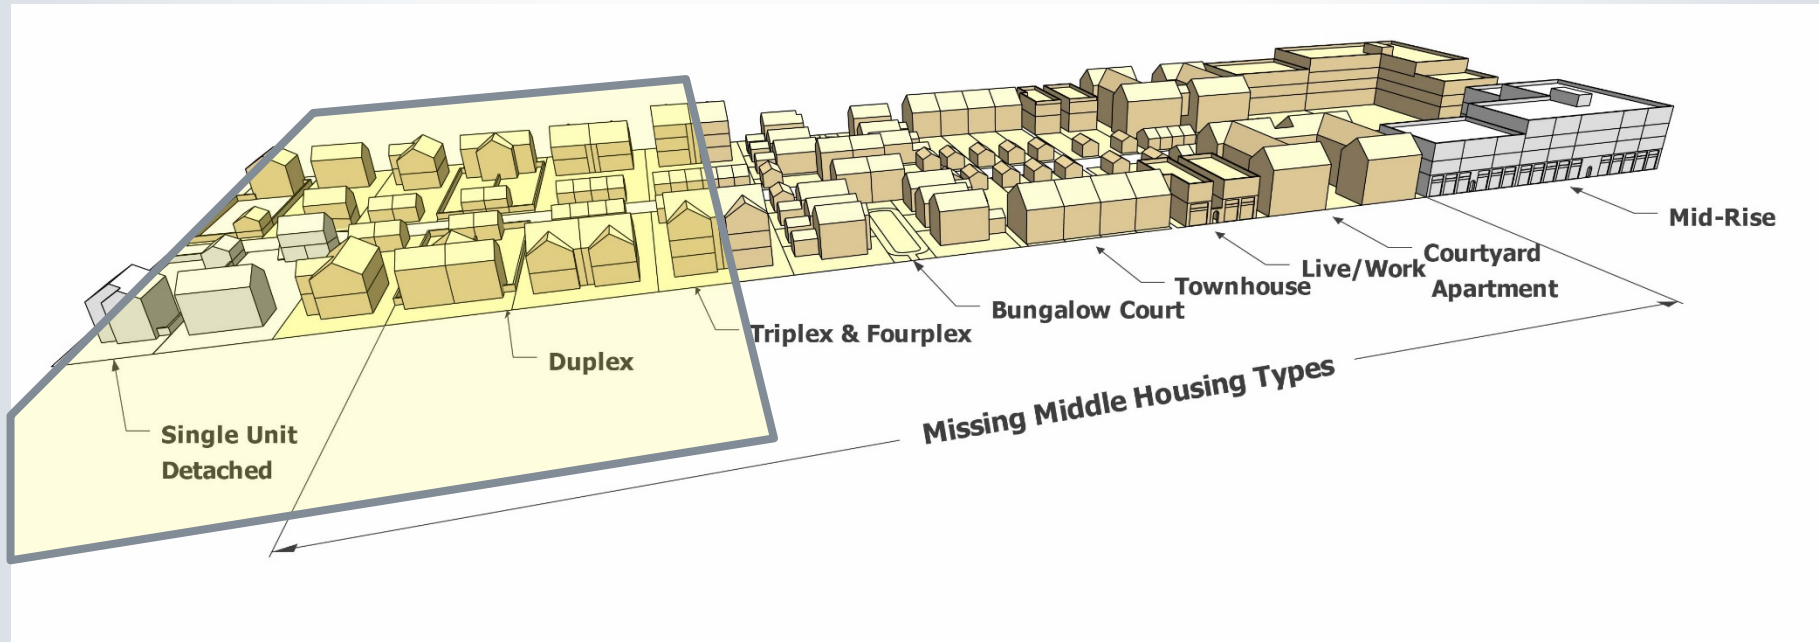 Single Unit
Detached
Duplex
Triplex & Fourplex
Bungalow Court
Townhouse
Live/Work
Courtyard
Apartment
Mid-Rise
Missing Middle Housing Types